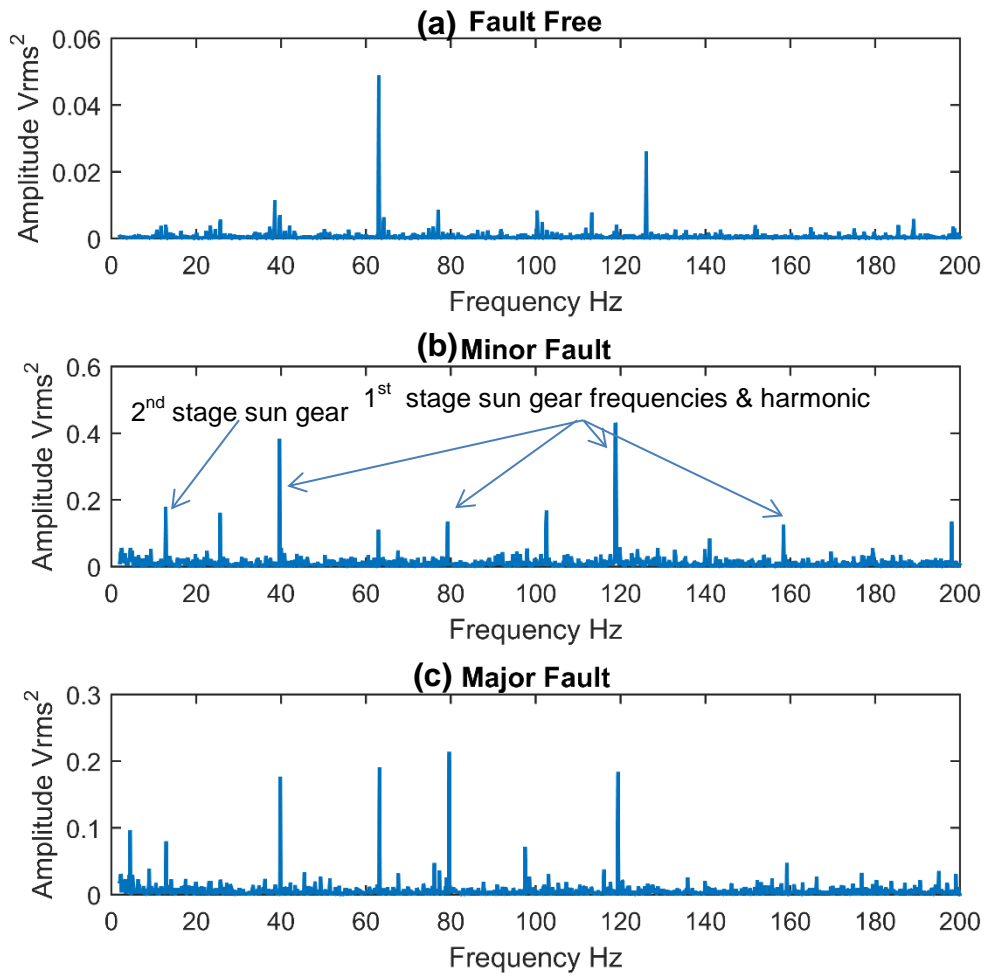 (a) Fault Free
Amplitude Vrms²
0.06
0.04
0.02
0
0 20 40 60 80 100 120 140 160 180 200
Frequency Hz
(b) Minor Fault
Amplitude Vrms²
0.6
0.4
0.2
0
2nd stage sun gear
1st stage sun gear frequencies & harmonic
0 20 40 60 80 100 120 140 160 180 200
Frequency Hz
(c) Major Fault
Amplitude Vrms²
0.3
0.2
0.1
0
0 20 40 60 80 100 120 140 160 180 200
Frequency Hz